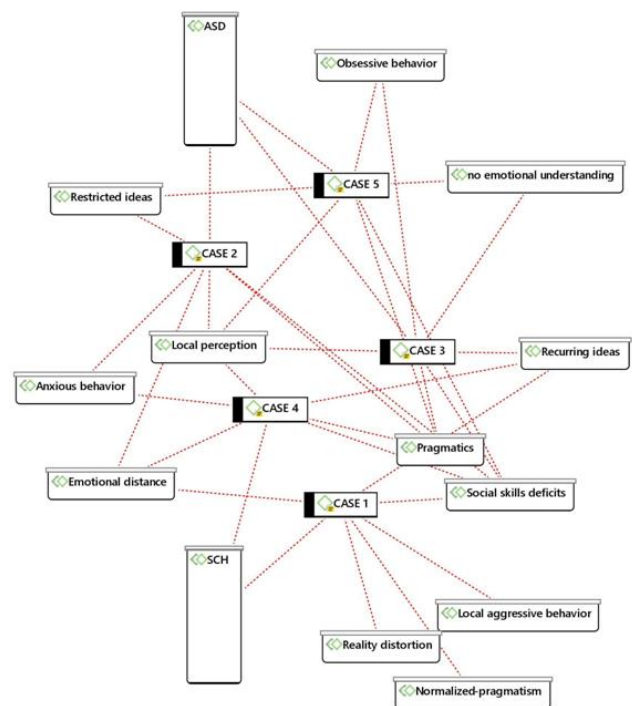 ASD
Obsessive behavior
CASE 5
no emotional understanding
Restricted ideas
CASE 2
Local perception
CASE 3
Recurring ideas
Anxious behavior
CASE 4
Pragmatics
Emotional distance
Social skills deficits
CASE 1
SCH
Local aggressive behavior
Reality distortion
Normalized-pragmatism